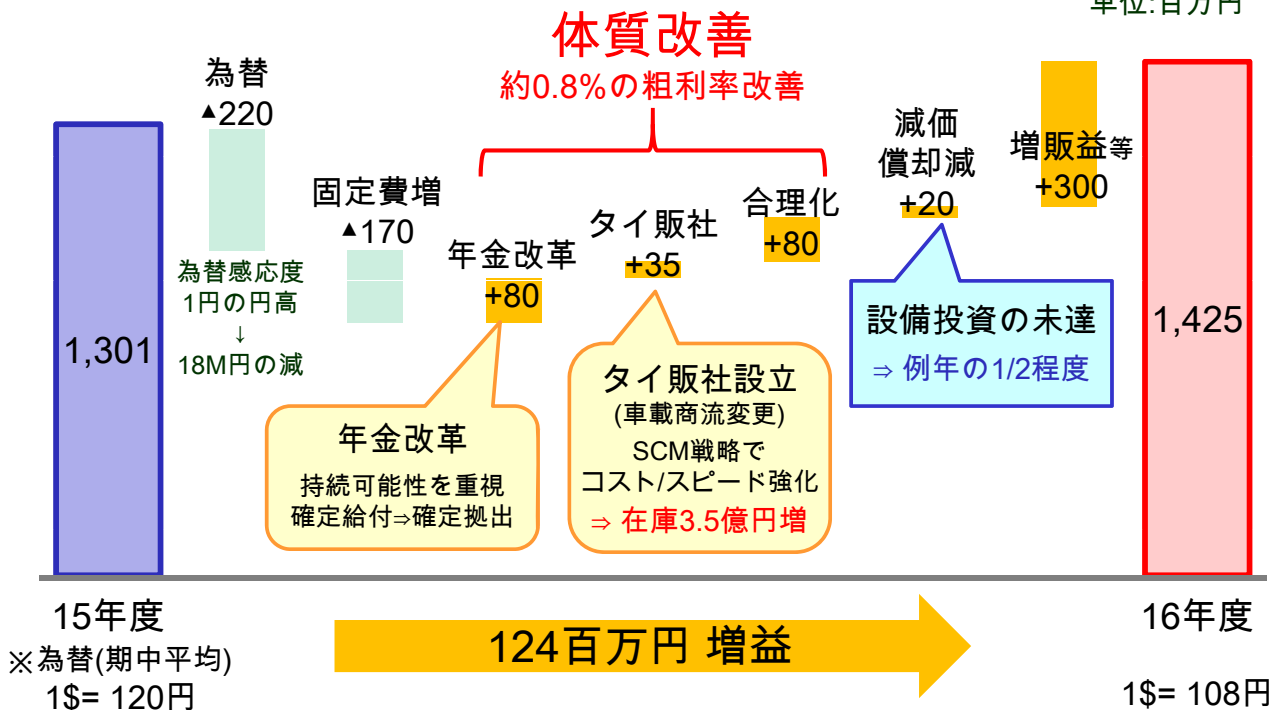 単位:百万円
体質改善
約0.8%の粗利率改善
為替
▲220
為替感応度
1円の円高
↓
18M円の減
固定費増
▲170
年金改革
+80
タイ販社
+35
合理化
+80
減価
償却減
+20
増販益等
+300
1,301
1,425
年金改革
持続可能性を重視
確定給付⇒確定拠出
タイ販社設立
(車載商流変更)
SCM戦略で
コスト/スピード強化
⇒ 在庫3.5億円増
設備投資の未達
⇒ 例年の1/2程度
15年度
※為替(期中平均)
1$= 120円
124百万円 増益
16年度
1$= 108円